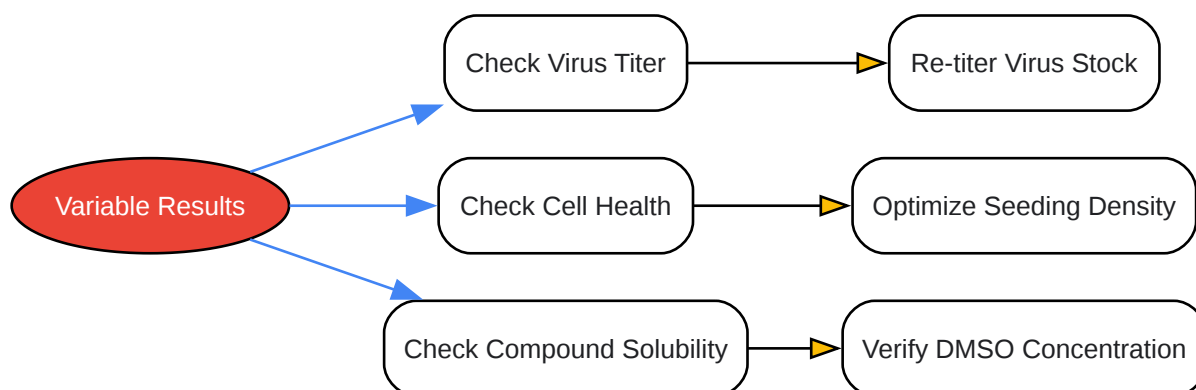 Check Virus Titer
Re-titer Virus Stock
Variable Results
Check Cell Health
Optimize Seeding Density
Check Compound Solubility
Verify DMSO Concentration